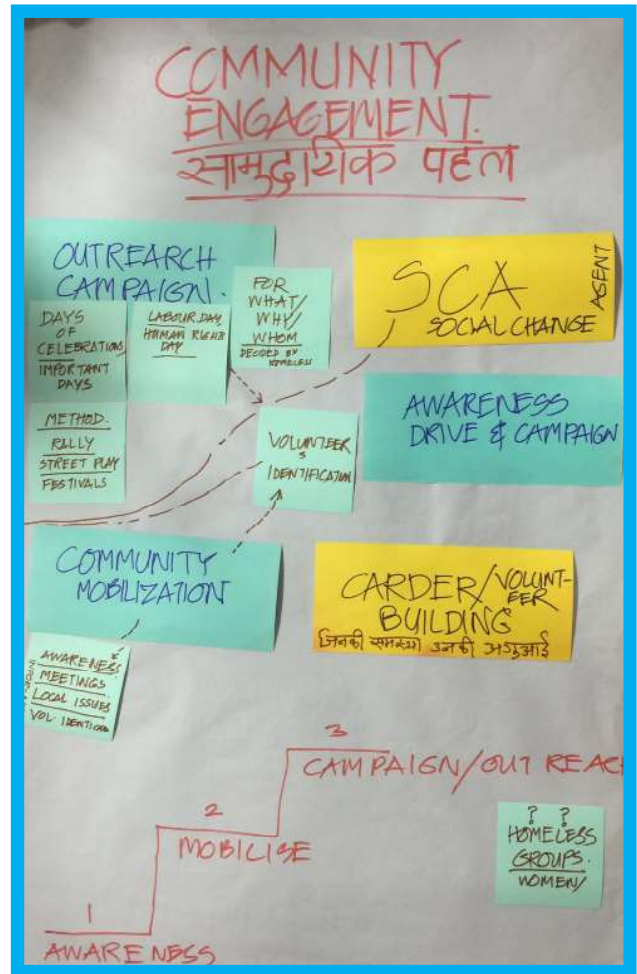 COMMUNITY
ENGAGEMENT.
सामुदायिक पहल
OUTREARCH
CAMPAIGN.
DAYS
OF
CELEBRATIONS
IMPORTANT
DAYS
LABOUR DAY
HUMAN RIGHTS
DAY
FOR
WHAT/
WHY/
WHOM
DECIDED BY
HOMELESS
METHOD.
RALLY
STREET PLAY
FESTIVALS
SCA
SOCIAL CHANGE
AGENT
AWARENESS
DRIVE & CAMPAIGN
VOLUNTEER
IDENTIFICATION
COMMUNITY
MOBILIZATION
AWARENESS
MEETINGS
LOCAL ISSUES
VOL. 
CARDER/VOLUNT-
EER
BUILDING
जिनकी समस्या उनकी अगुआई
3
CAMPAIGN/OUT REACH
2
MOBILISE
1
AWARENESS
? ?
HOMELESS
GROUPS.
WOMEN/